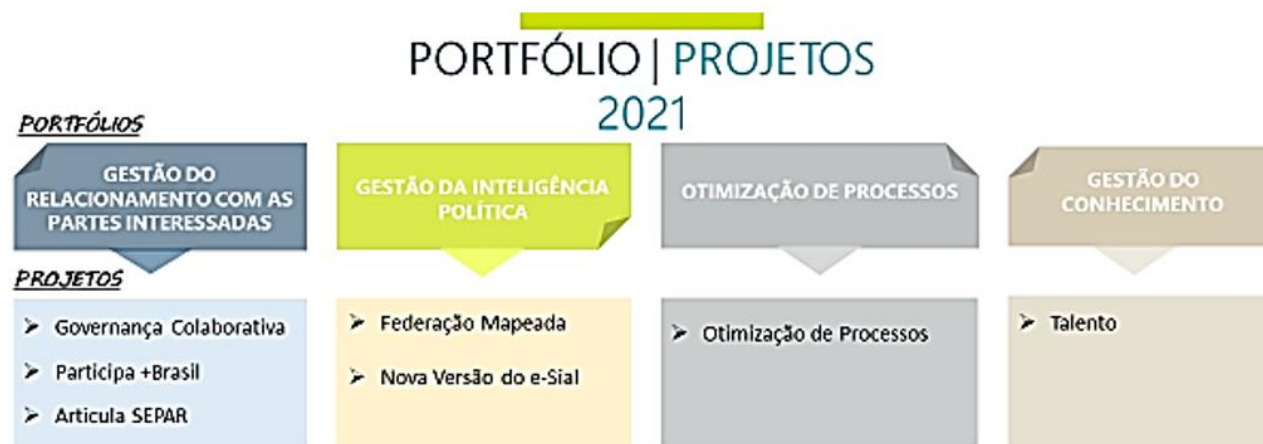 PORTFÓLIO | PROJETOS
2021
PORTFÓLIOS
GESTÃO DO
RELACIONAMENTO COM AS
PARTES INTERESSADAS
GESTÃO DA INTELIGÊNCIA
POLÍTICA
OTIMIZAÇÃO DE PROCESSOS
GESTÃO DO
CONHECIMENTO
PROJETOS
➢ Governança Colaborativa
➢ Participa +Brasil
➢ Articula SEPAR
➢ Federação Mapeada
➢ Nova Versão do e-Sial
➢ Otimização de Processos
➢ Talento